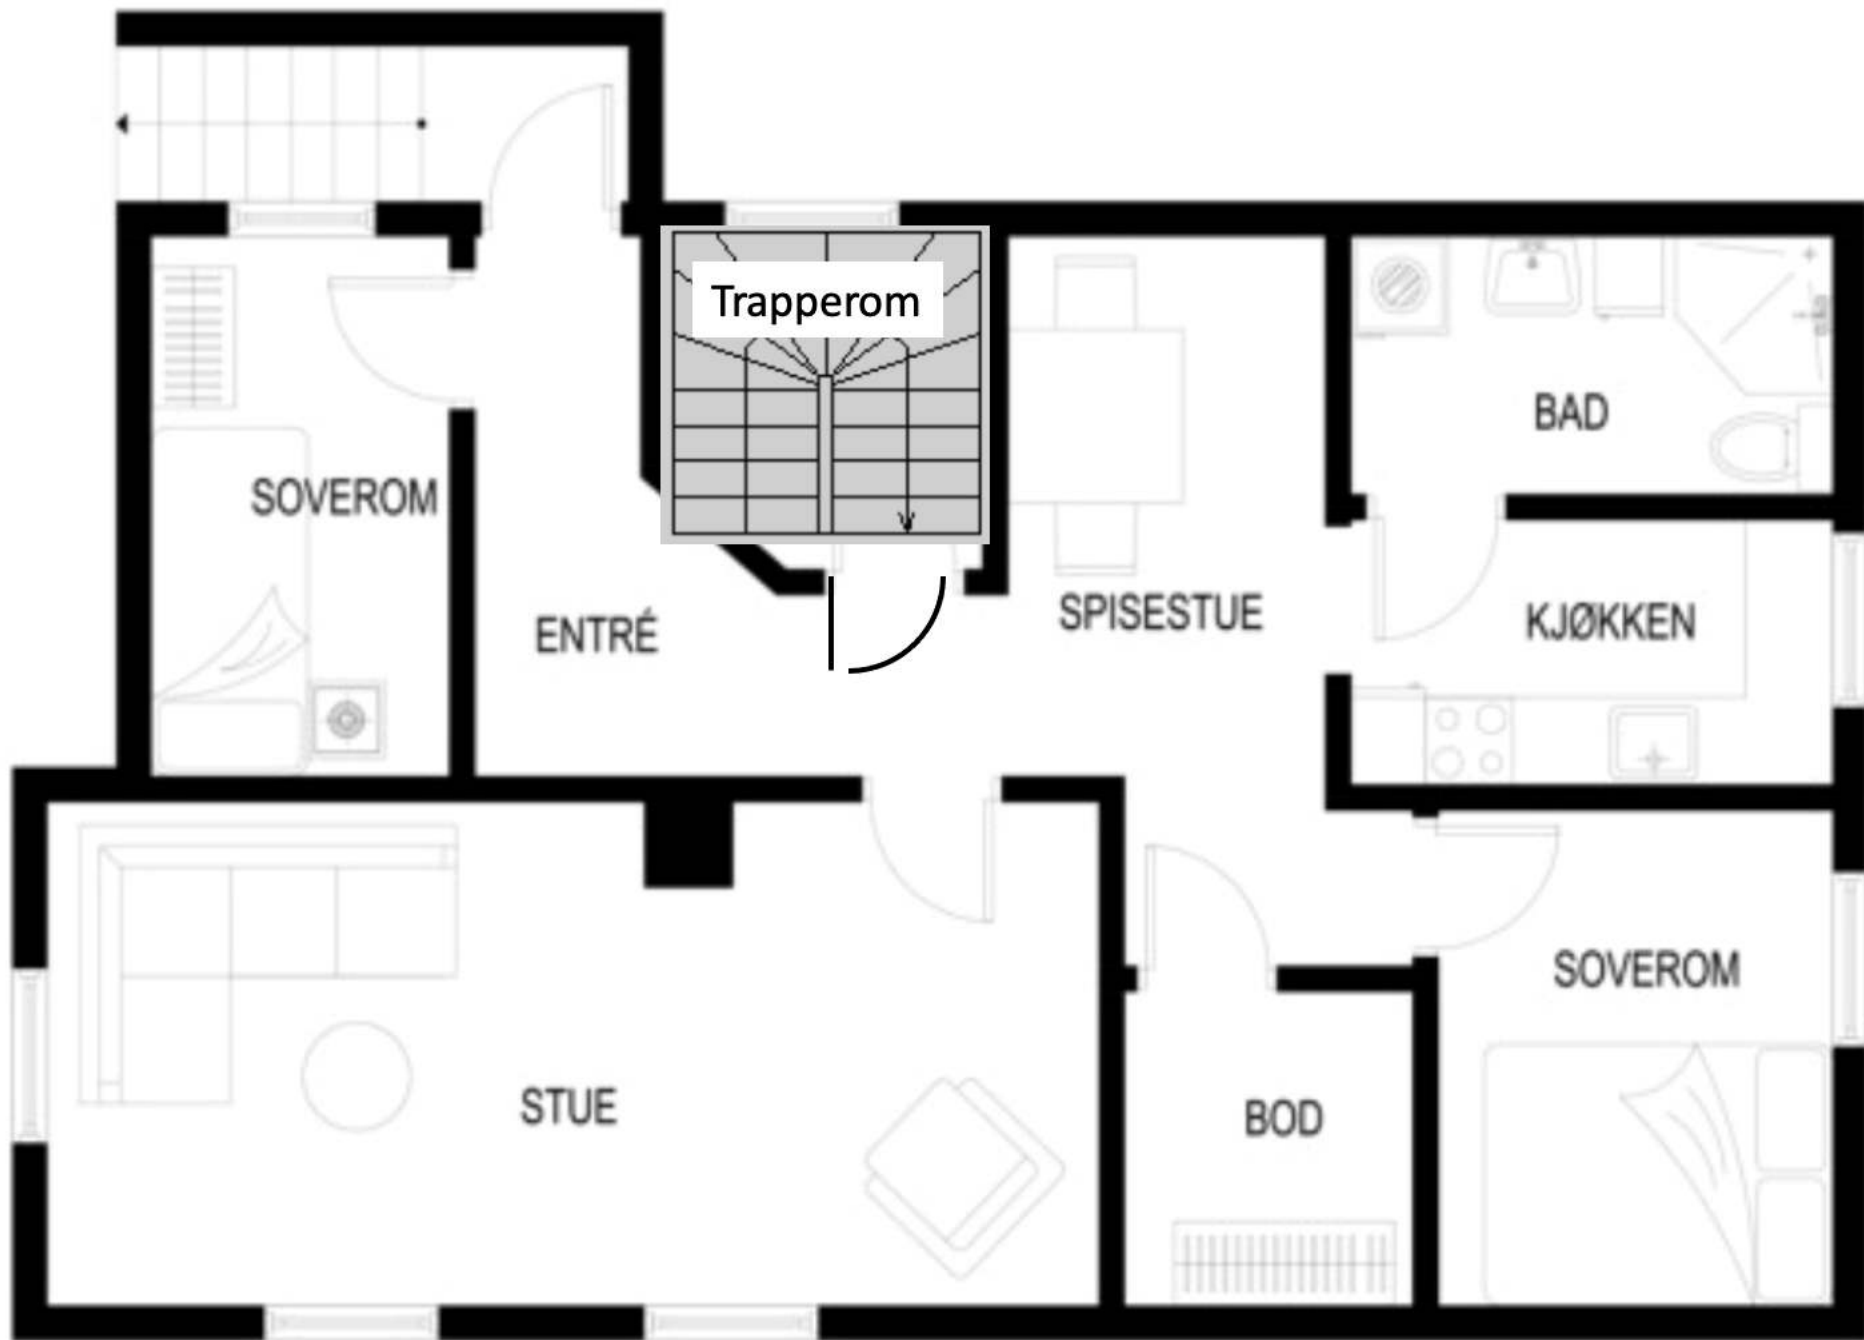 Trapperom
BAD
SOVEROM
ENTRÉ
SPISESTUE
KJØKKEN
SOVEROM
STUE
BOD